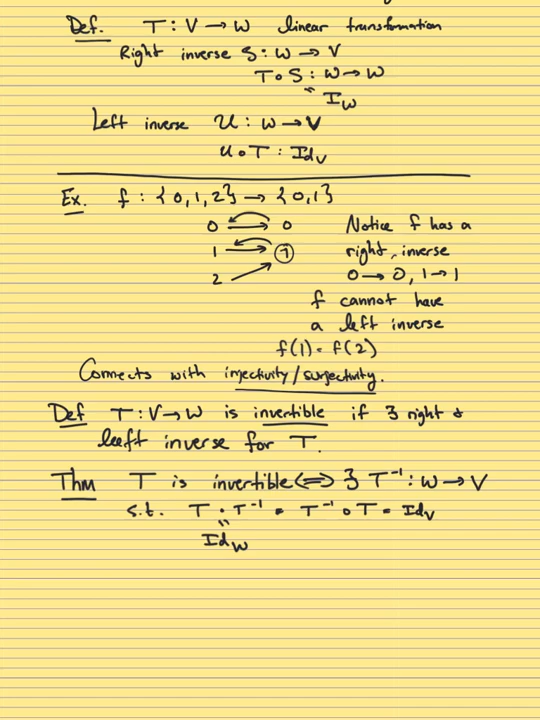 Def. T : V → W linear transformation
Right inverse S : W → V
T ∘ S : W → W
" I_W
Left inverse U : W → V
U ∘ T : Id_V
Ex. f : {0,1,2} → {0,1}
0 → 0 Notice f has a
1 → 1 right inverse
2 0 → 0, 1 → 1
f cannot have
a left inverse
f(1) = f(2)
Connects with injectivity/surjectivity.
Def T : V → W is invertible if ∃ right &
left inverse for T.
Thm T is invertible ⟺ ∃ T⁻¹ : W → V
s.t. T ∘ T⁻¹ = T⁻¹ ∘ T = Id_V
"
Id_W